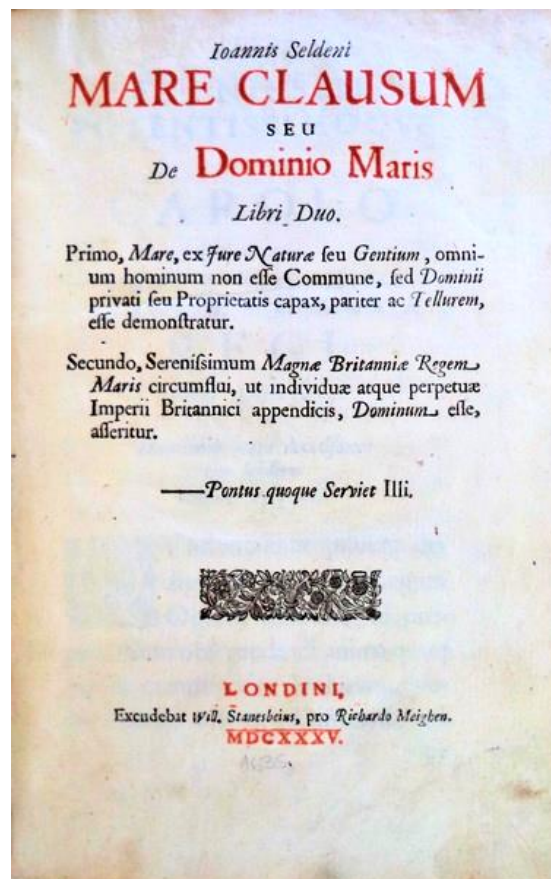 Ioannis Seldeni
MARE CLAUSUM
SEU
De Dominio Maris
Libri Duo.
Primo, Mare, ex Jure Naturæ ſeu Gentium, omni-
um hominum non eſſe Commune, ſed Dominii
privati ſeu Proprietatis capax, pariter ac Tellurem,
eſſe demonſtratur.
Secundo, Sereniſsimum Magnæ Britanniæ Regem
Maris circumflui, ut individuæ atque perpetuæ
Imperii Britannici appendicis, Dominum eſſe,
aſſeritur.
——Pontus quoque Serviet Illi.
LONDINI,
Excudebat Will. Stanesbeius, pro Richardo Meighen.
MDCXXXV.